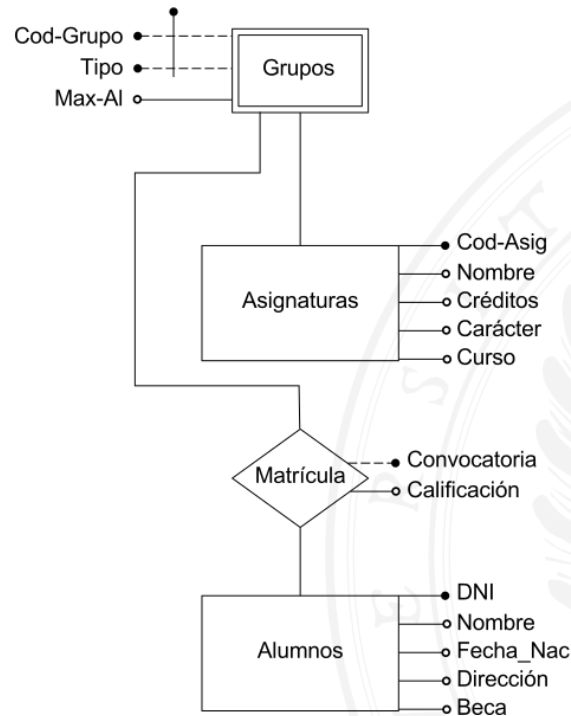 Cod-Grupo
Tipo
Max-Al
Grupos
Asignaturas
Cod-Asig
Nombre
Créditos
Carácter
Curso
Matrícula
Convocatoria
Calificación
Alumnos
DNI
Nombre
Fecha_Nac
Dirección
Beca